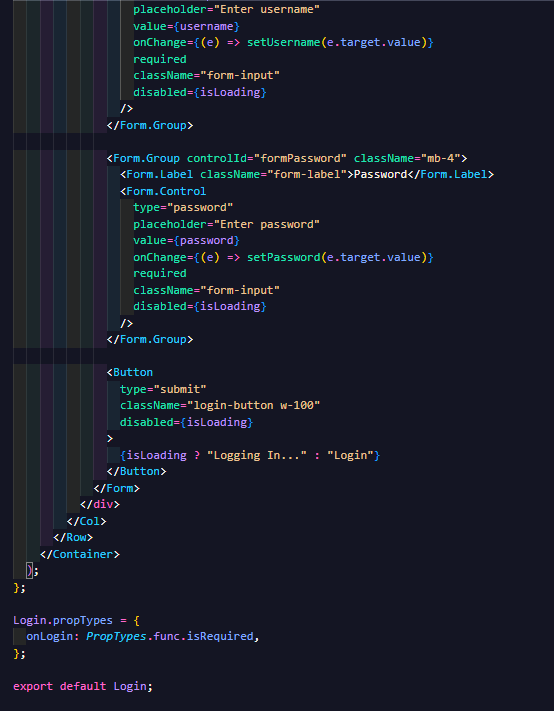 placeholder="Enter username"
value={username}
onChange={(e) => setUsername(e.target.value)}
required
className="form-input"
disabled={isLoading}
/>
</Form.Group>
<Form.Group controlId="formPassword" className="mb-4">
<Form.Label className="form-label">Password</Form.Label>
<Form.Control
type="password"
placeholder="Enter password"
value={password}
onChange={(e) => setPassword(e.target.value)}
required
className="form-input"
disabled={isLoading}
/>
</Form.Group>
<Button
type="submit"
className="login-button w-100"
disabled={isLoading}
>
{isLoading ? "Logging In..." : "Login"}
</Button>
</Form>
</div>
</Col>
</Row>
</Container>
);
};
Login.propTypes = {
onLogin: PropTypes.func.isRequired,
};
export default Login;